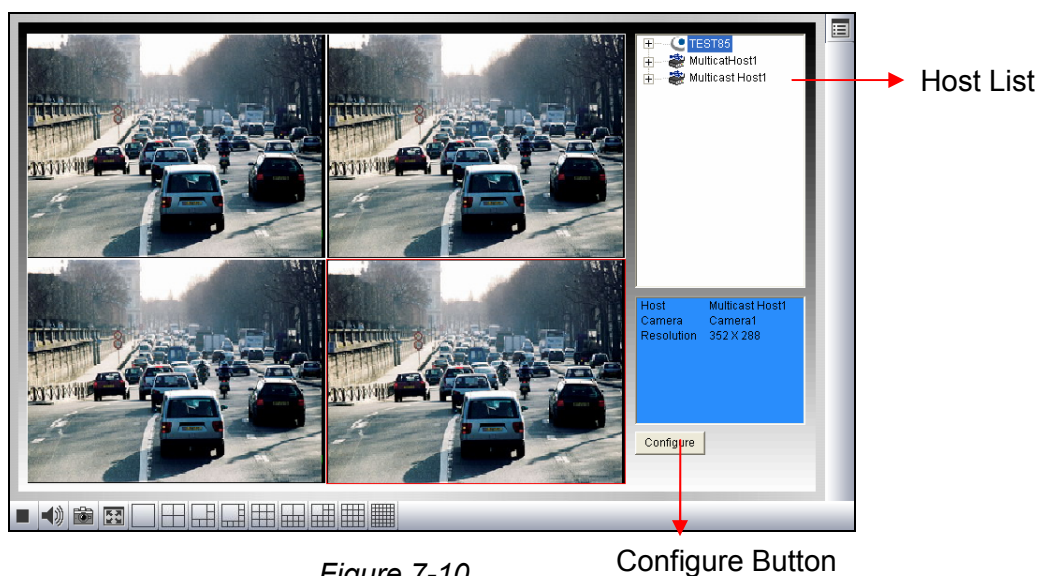 TEST85
MulticatHost1
Multicast Host1
Host List
Host Multicast Host1
Camera Camera1
Resolution 352 X 288
Configure
Configure Button
Figure 7-10